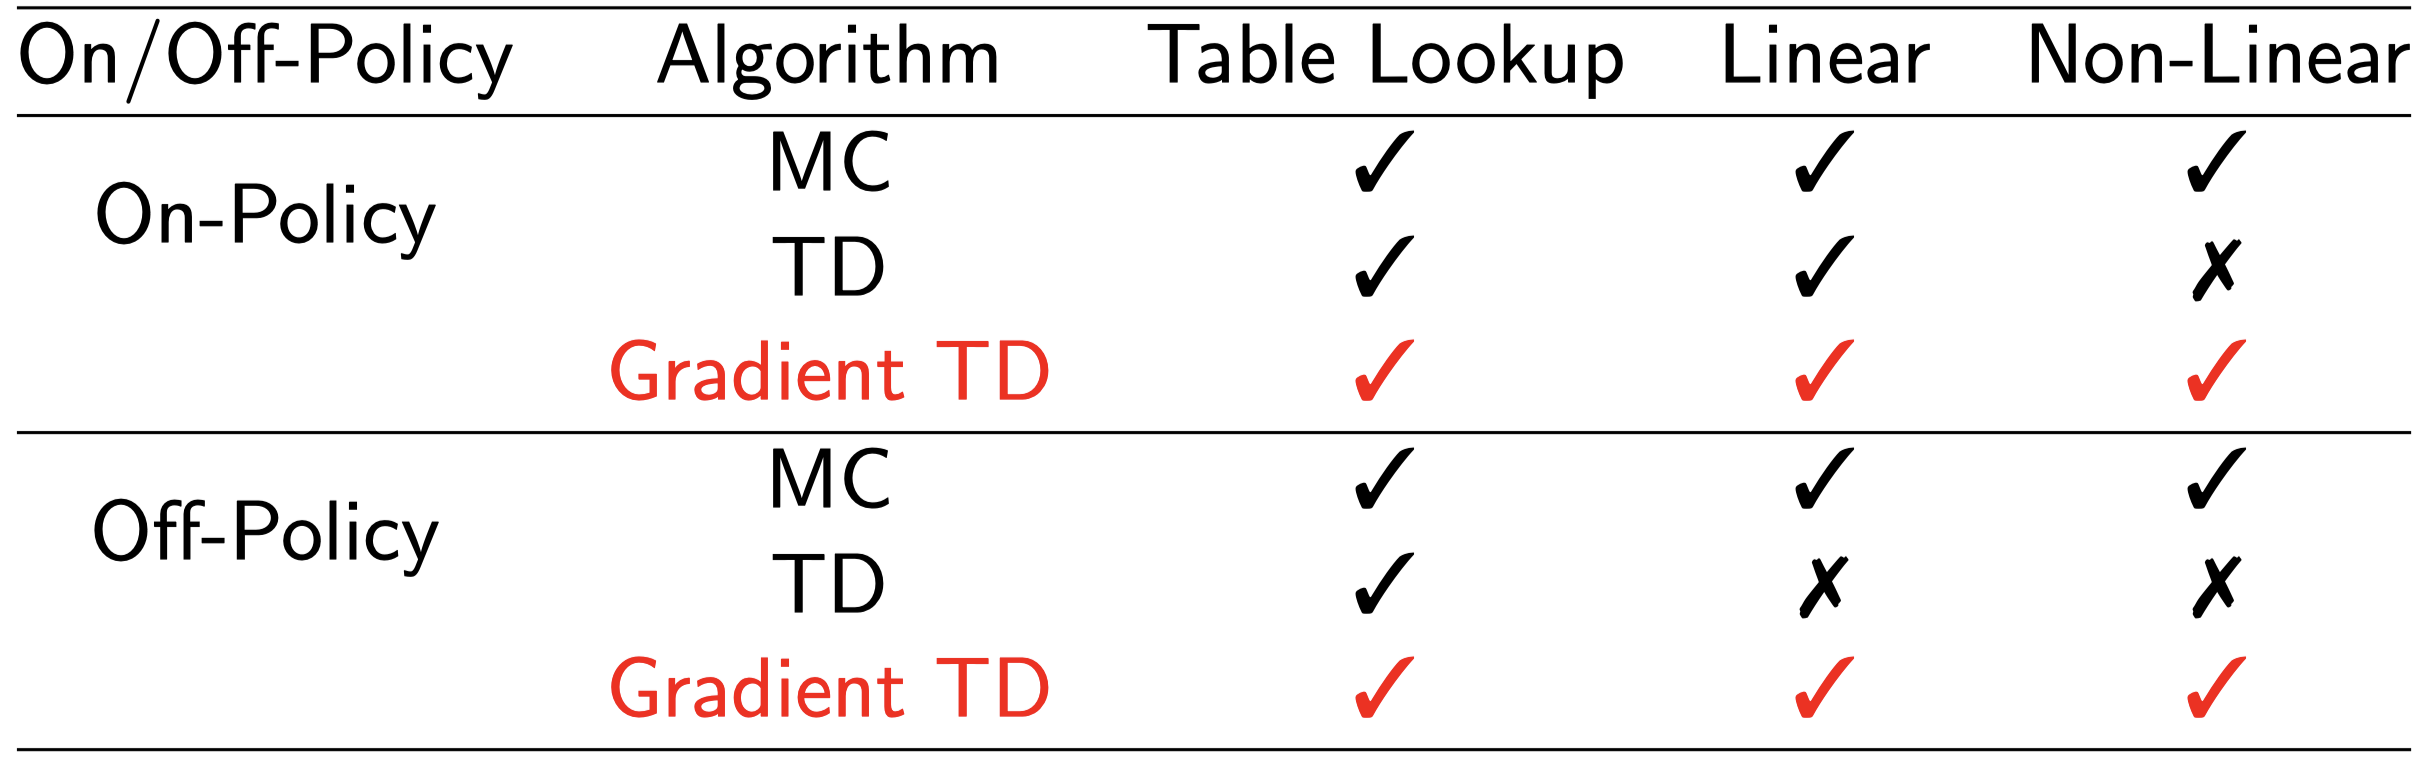 On/Off-Policy Algorithm Table Lookup Linear Non-Linear
On-Policy
MC ✓ ✓ ✓
TD ✓ ✓ ✗
Gradient TD ✓ ✓ ✓
Off-Policy
MC ✓ ✓ ✓
TD ✓ ✗ ✗
Gradient TD ✓ ✓ ✓